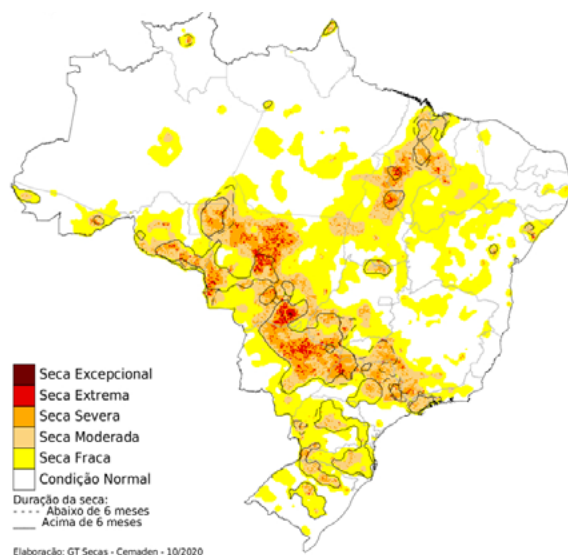 Seca Excepcional
Seca Extrema
Seca Severa
Seca Moderada
Seca Fraca
Condição Normal
Duração da seca:
Abaixo de 6 meses
Acima de 6 meses
Elaboração: GT Secas - Cemaden - 10/2020